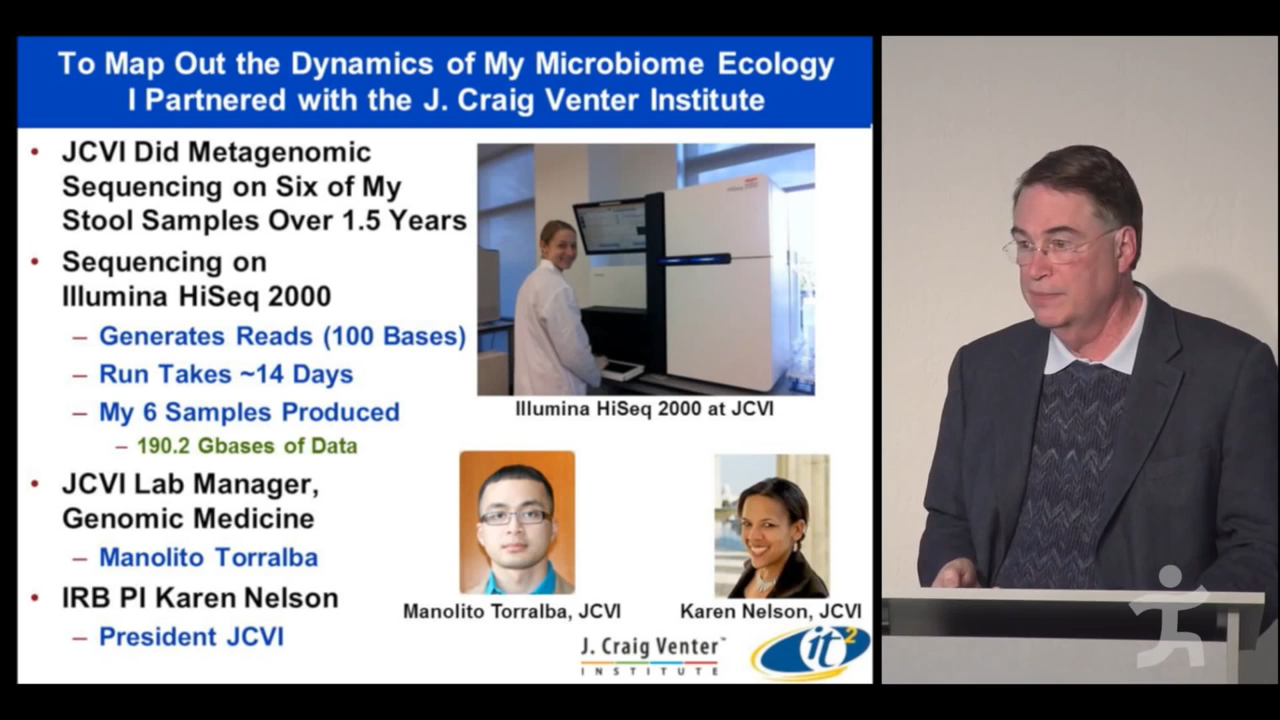 To Map Out the Dynamics of My Microbiome Ecology
I Partnered with the J. Craig Venter Institute
• JCVI Did Metagenomic
Sequencing on Six of My
Stool Samples Over 1.5 Years
• Sequencing on
Illumina HiSeq 2000
– Generates Reads (100 Bases)
– Run Takes ~14 Days
– My 6 Samples Produced
– 190.2 Gbases of Data
• JCVI Lab Manager,
Genomic Medicine
– Manolito Torralba
• IRB PI Karen Nelson
– President JCVI
HiSeq 2000
Illumina HiSeq 2000 at JCVI
Manolito Torralba, JCVI
Karen Nelson, JCVI
J. Craig Venter™
INSTITUTE
it²